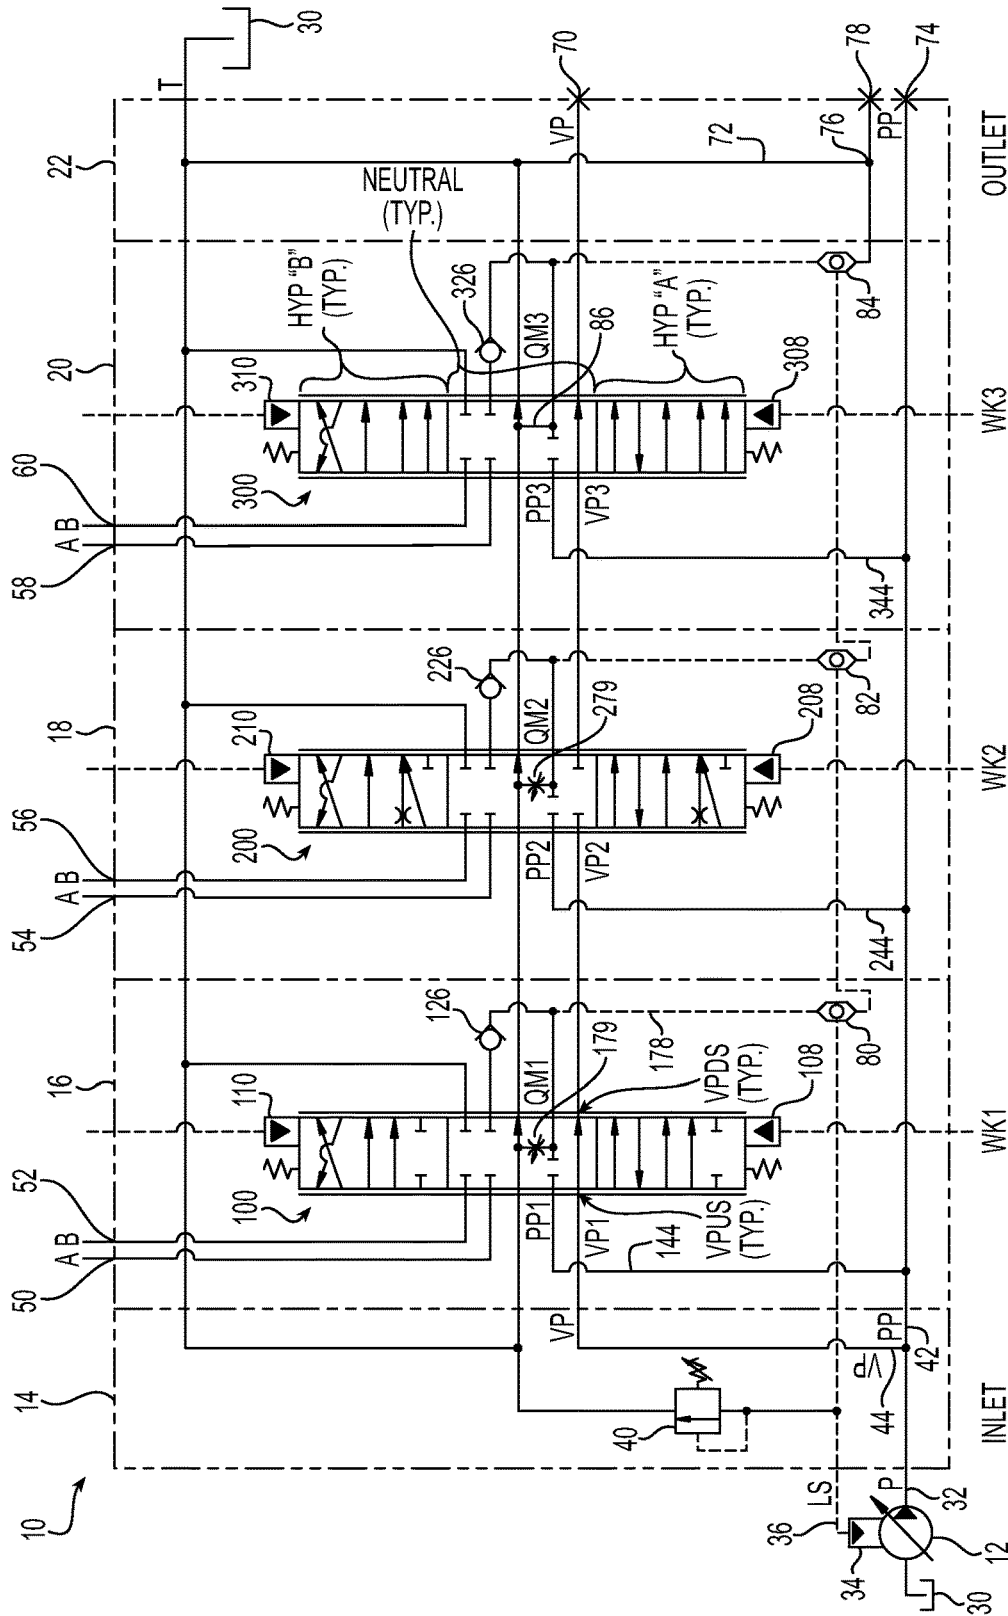 10
14
16
18
20
22
30
T
50
52
54
56
58
60
A B
A B
A B
100
110
200
210
300
310
HYP “B”
(TYP.)
NEUTRAL
(TYP.)
126
226
326
QM1
QM2
QM3
179
279
86
PP1
VP1
PP2
VP2
PP3
VP3
VPUS
(TYP.)
VPDS
(TYP.)
HYP “A”
(TYP.)
VP
VP
70
72
76
78
PP
74
40
144
178
108
244
208
344
308
80
82
84
VP
44
PP
42
LS
36
34
P
32
12
30
INLET
WK1
WK2
WK3
OUTLET